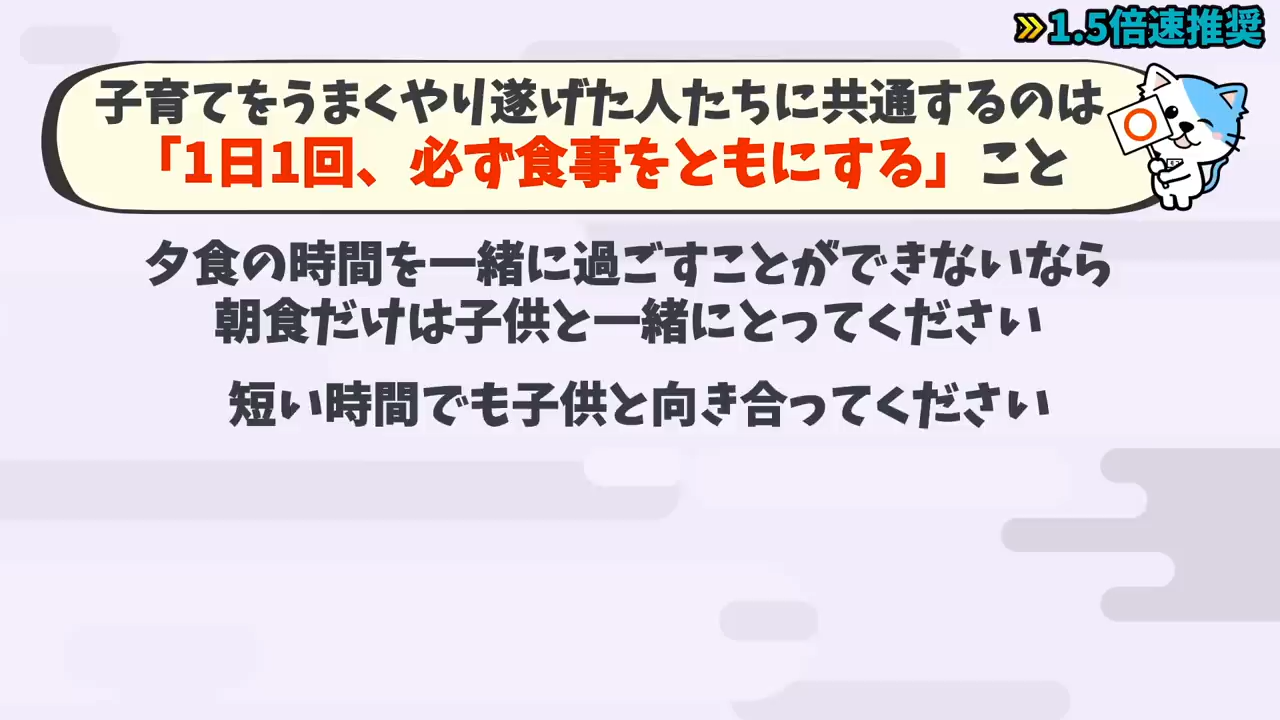 1.5倍速推奨
子育てをうまくやり遂げた人たちに共通するのは
「1日1回、必ず食事をともにする」こと
夕食の時間を一緒に過ごすことができないなら
朝食だけは子供と一緒にとってください
短い時間でも子供と向き合ってください